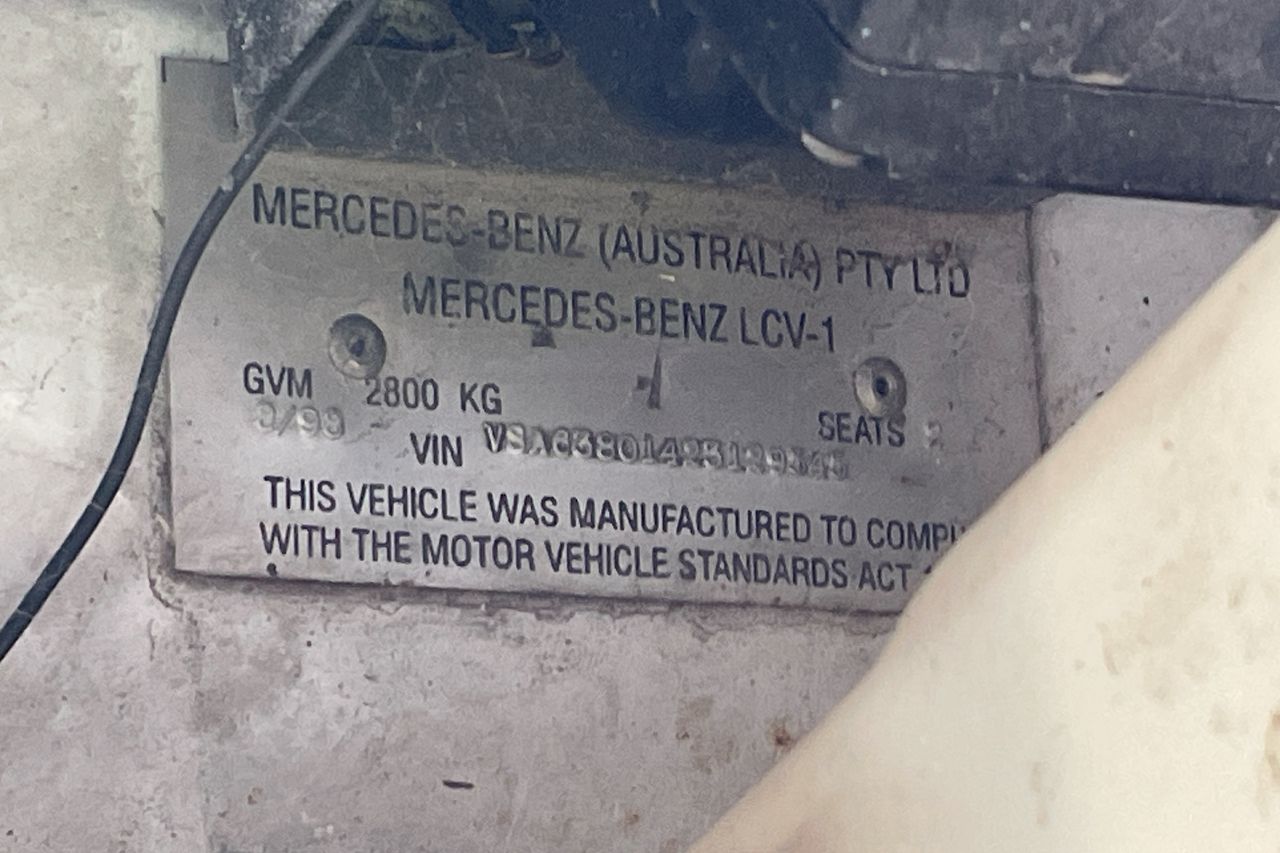 MERCEDES-BENZ (AUSTRALIA) PTY LTD
MERCEDES-BENZ LCV-1
GVM 2800 KG
SEATS 2
VIN
THIS VEHICLE WAS MANUFACTURED TO
WITH THE MOTOR VEHICLE STANDARDS ACT